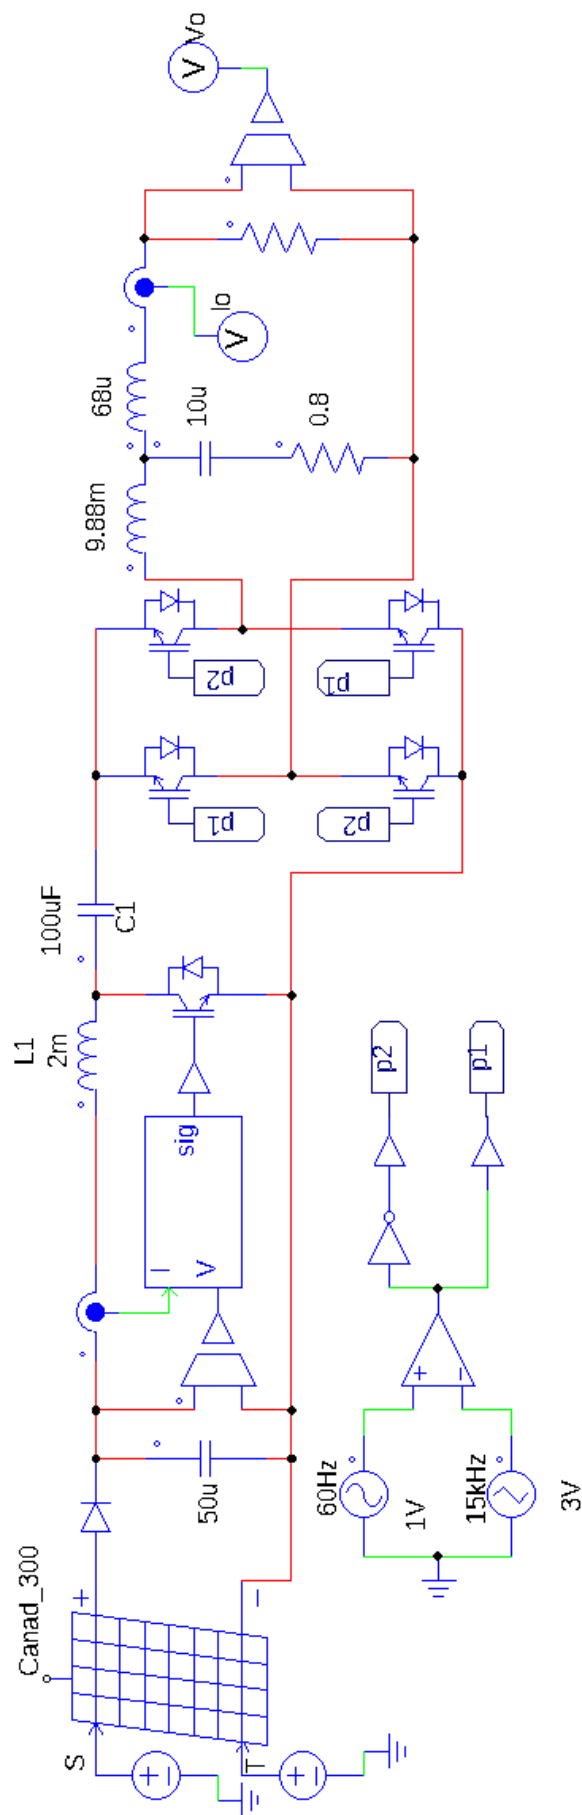 Canad_300
+
−
S
T
50u
I
V
sig
L1
2m
100uF
C1
p1
p2
p2
p1
9.88m
68u
10u
0.8
V
Io
V
Vo
60Hz
1V
15kHz
3V
+
−
p2
p1